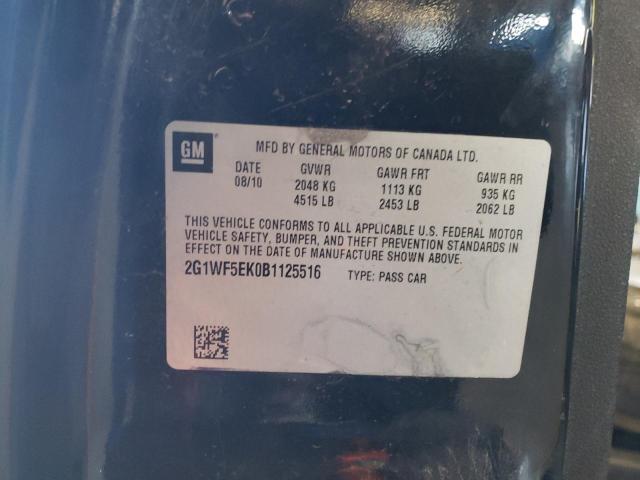 GM
MFD BY GENERAL MOTORS OF CANADA LTD.
DATE GVWR GAWR FRT GAWR RR
08/10 2048 KG 1113 KG 935 KG
4515 LB 2453 LB 2062 LB
THIS VEHICLE CONFORMS TO ALL APPLICABLE U.S. FEDERAL MOTOR
VEHICLE SAFETY, BUMPER, AND THEFT PREVENTION STANDARDS IN
EFFECT ON THE DATE OF MANUFACTURE SHOWN ABOVE.
2G1WF5EK0B1125516 TYPE: PASS CAR